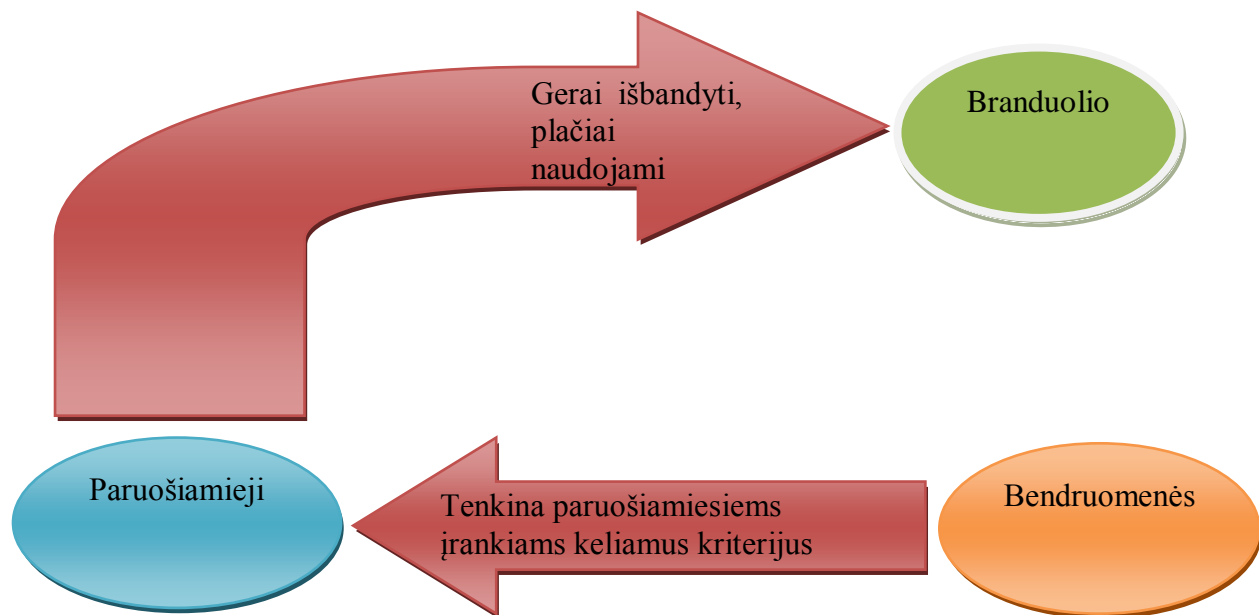 Gerai išbandyti,
plačiai
naudojami
Branduolio
Paruošiamieji
Tenkina paruošiamiesiems
įrankiams keliamus kriterijus
Bendruomenės